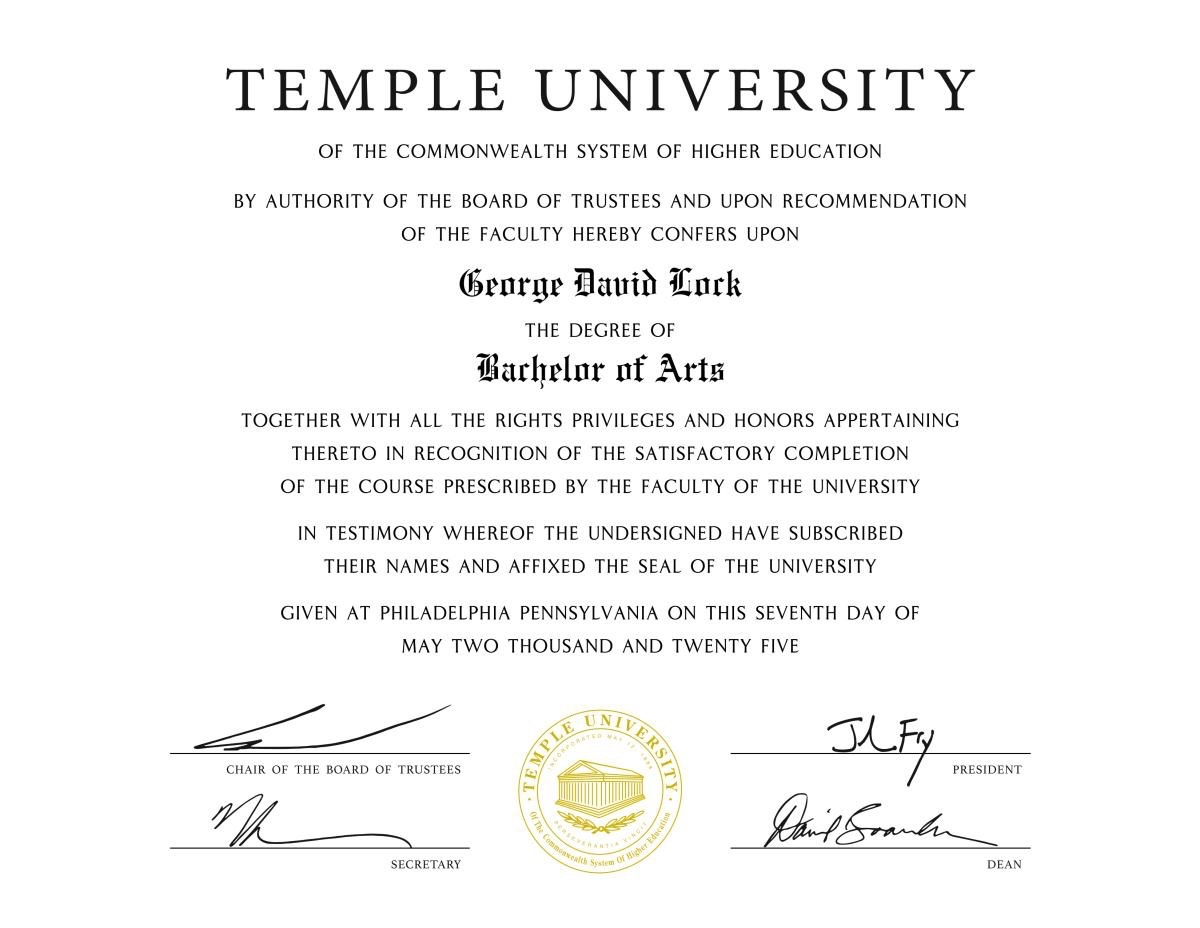 TEMPLE UNIVERSITY
OF THE COMMONWEALTH SYSTEM OF HIGHER EDUCATION
BY AUTHORITY OF THE BOARD OF TRUSTEES AND UPON RECOMMENDATION
OF THE FACULTY HEREBY CONFERS UPON
George David Lock
THE DEGREE OF
Bachelor of Arts
TOGETHER WITH ALL THE RIGHTS PRIVILEGES AND HONORS APPERTAINING
THERETO IN RECOGNITION OF THE SATISFACTORY COMPLETION
OF THE COURSE PRESCRIBED BY THE FACULTY OF THE UNIVERSITY
IN TESTIMONY WHEREOF THE UNDERSIGNED HAVE SUBSCRIBED
THEIR NAMES AND AFFIXED THE SEAL OF THE UNIVERSITY
GIVEN AT PHILADELPHIA PENNSYLVANIA ON THIS SEVENTH DAY OF
MAY TWO THOUSAND AND TWENTY FIVE
CHAIR OF THE BOARD OF TRUSTEES
SECRETARY
TEMPLE UNIVERSITY
INCORPORATED MAY 12
PERSEVERANTIA VINCIT
Of The Commonwealth System Of Higher Education
Fry
PRESIDENT
David
DEAN